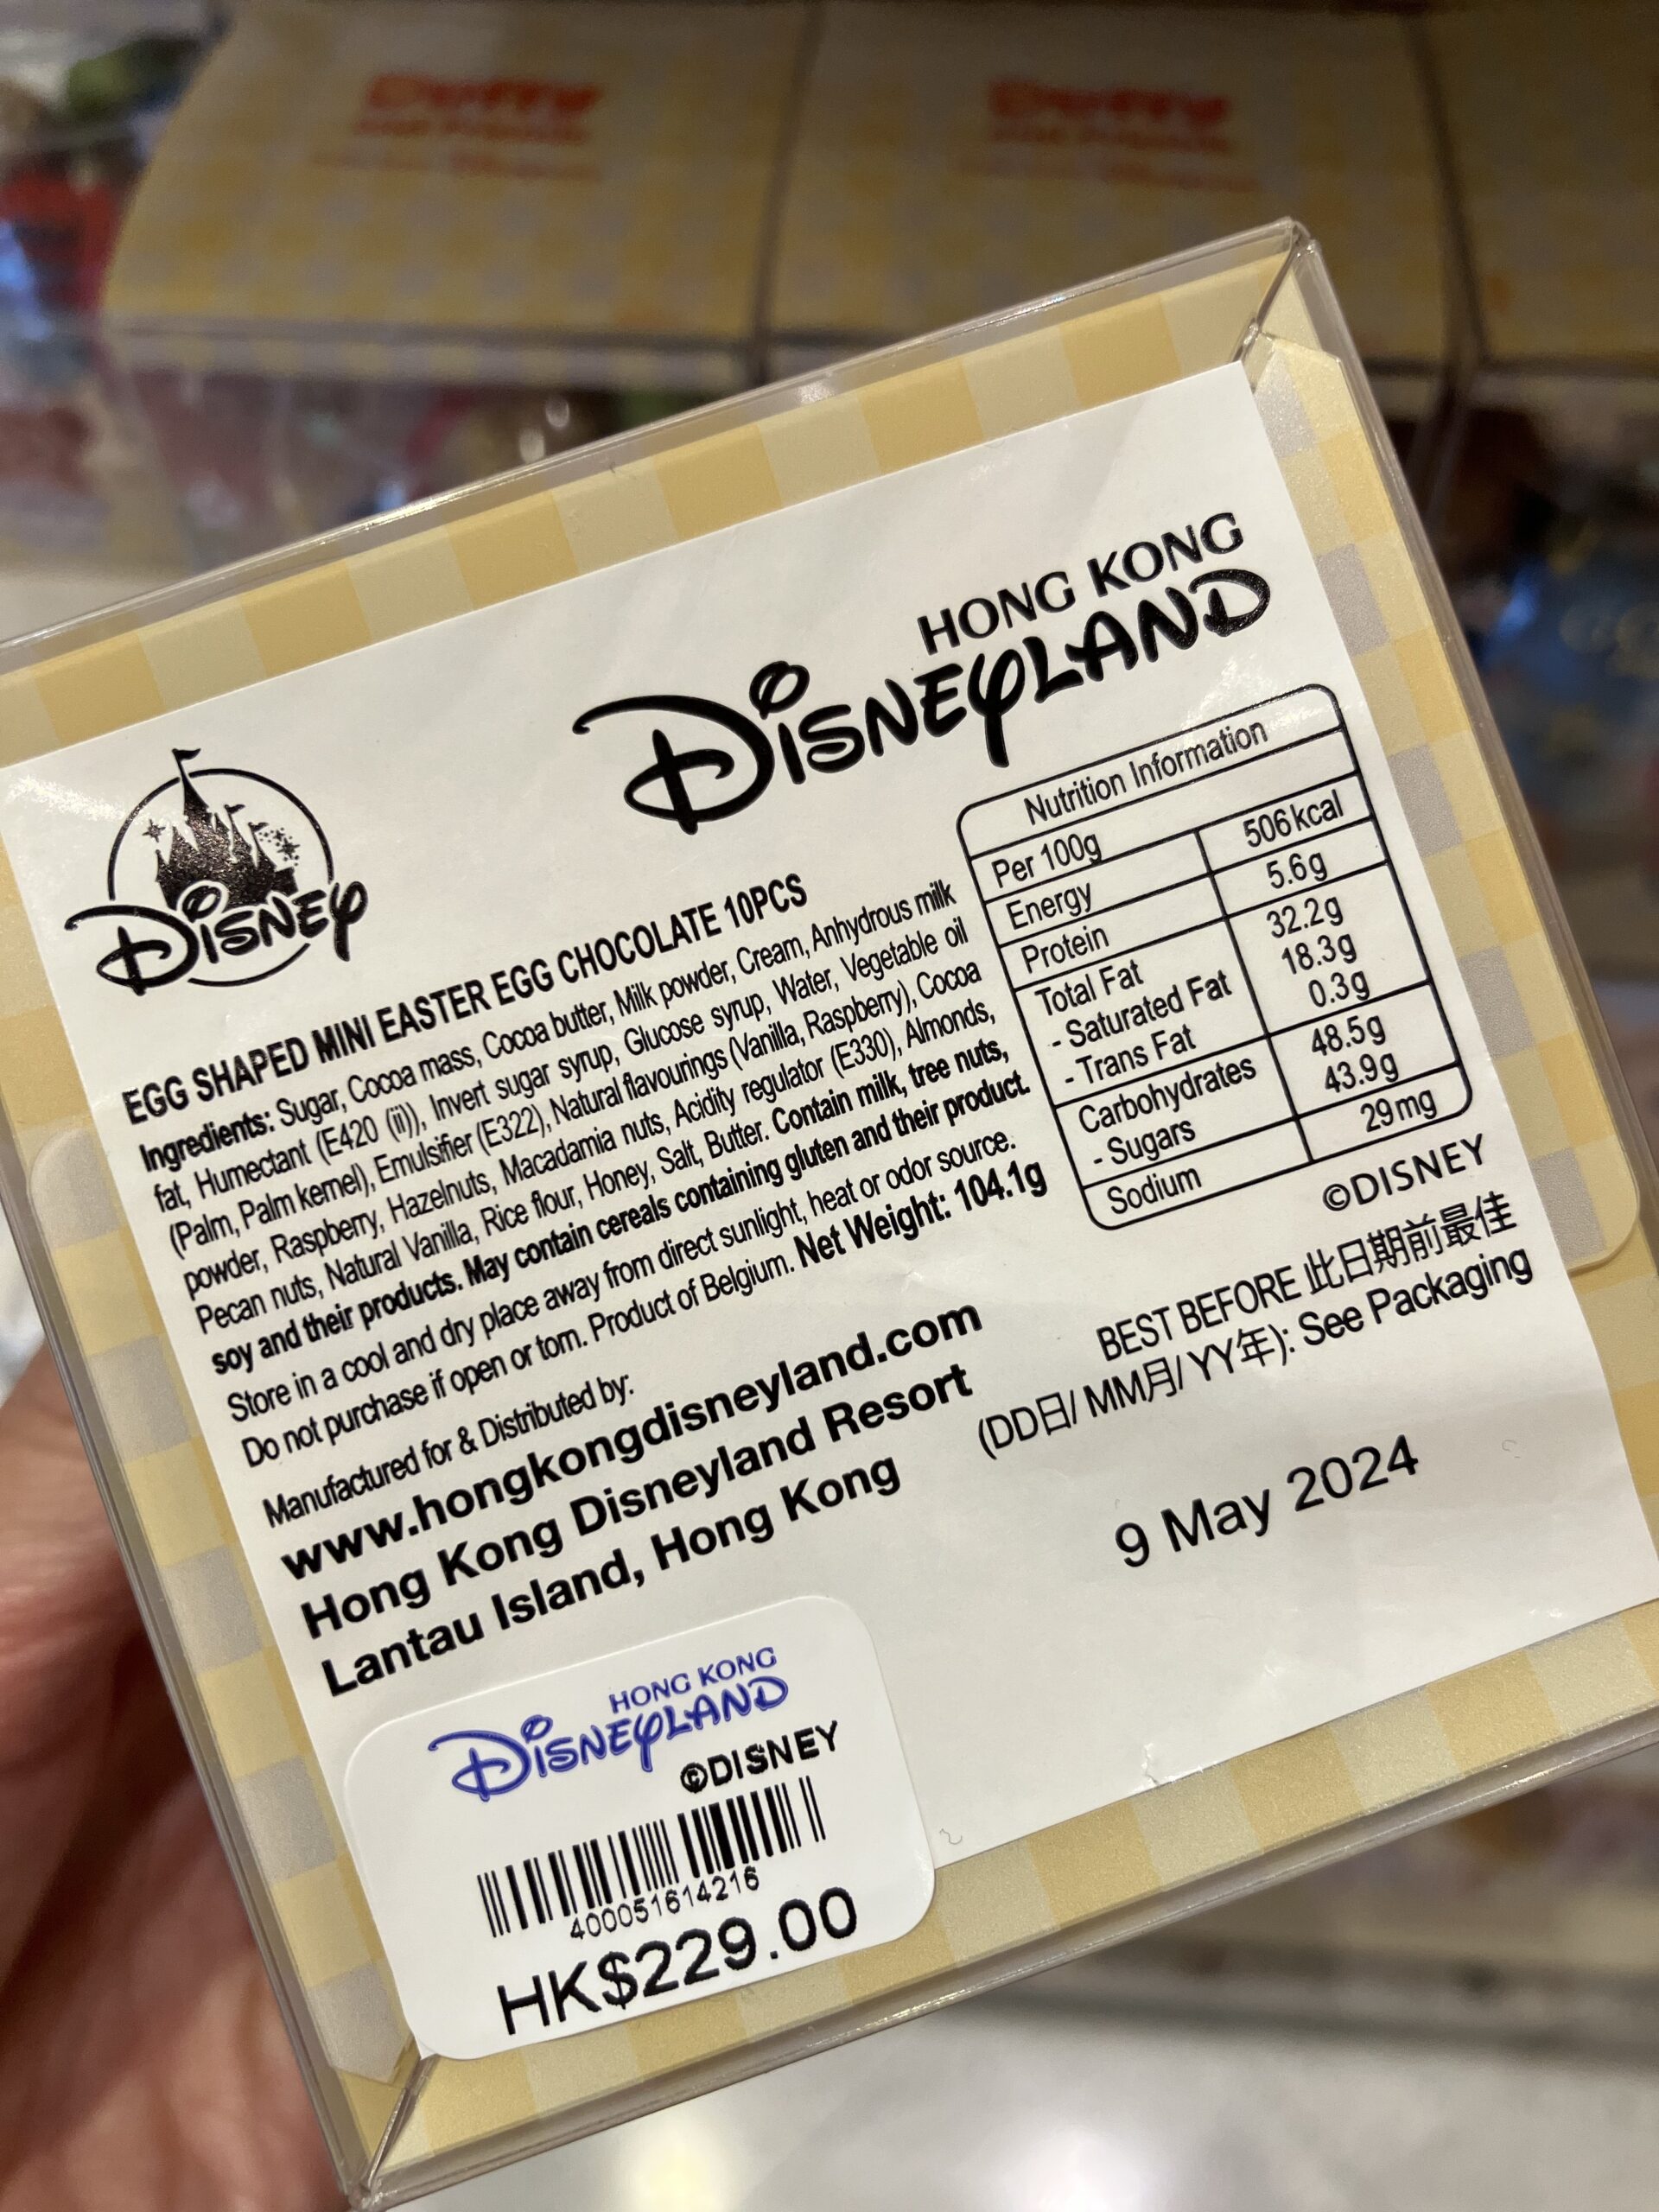 HONG KONG
DISNEYLAND
DISNEY
EGG SHAPED MINI EASTER EGG CHOCOLATE 10PCS
Ingredients: Sugar, Cocoa mass, Cocoa butter, Milk powder, Cream, Anhydrous milk
fat, Humectant (E420 (ii)), Invert sugar syrup, Glucose syrup, Water, Vegetable oil
(Palm, Palm kernel), Emulsifier (E322), Natural flavourings (Vanilla, Raspberry), Cocoa
powder, Raspberry, Hazelnuts, Macadamia nuts, Acidity regulator (E330), Almonds,
Pecan nuts, Natural Vanilla, Rice flour, Honey, Salt, Butter. Contain milk, tree nuts,
soy and their products. May contain cereals containing gluten and their product.
Store in a cool and dry place away from direct sunlight, heat or odor source.
Do not purchase if open or torn. Product of Belgium. Net Weight: 104.1g
Manufactured for & Distributed by:
www.hongkongdisneyland.com
Hong Kong Disneyland Resort
Lantau Island, Hong Kong
Nutrition Information
Per 100g
Energy 506kcal
Protein 5.6g
Total Fat 32.2g
- Saturated Fat 18.3g
- Trans Fat 0.3g
Carbohydrates 48.5g
- Sugars 43.9g
Sodium 29mg
©DISNEY
BEST BEFORE 此日期前最佳
(DD日/ MM月/ YY年): See Packaging
9 May 2024
HONG KONG
DISNEYLAND
©DISNEY
400051614216
HK$229.00
Duffy